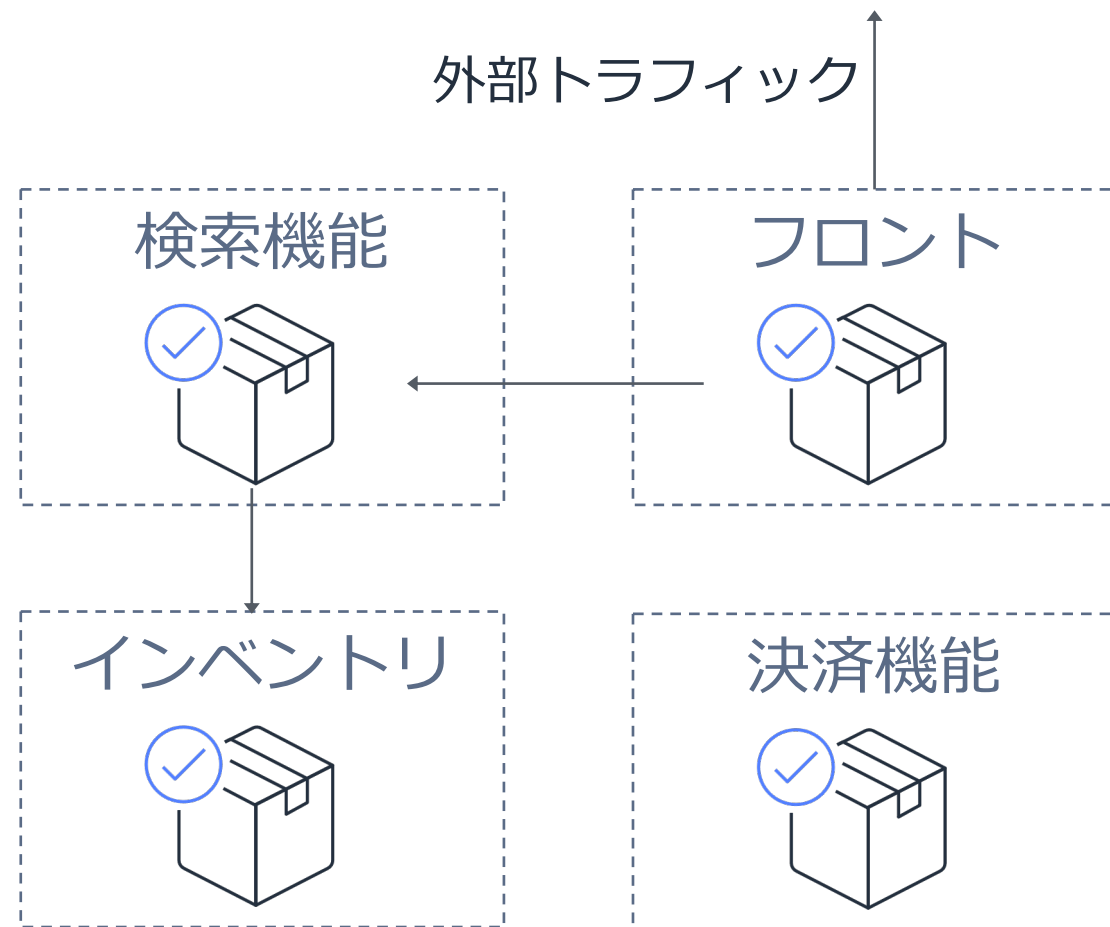 外部トラフィック
検索機能
フロント
インベントリ
決済機能